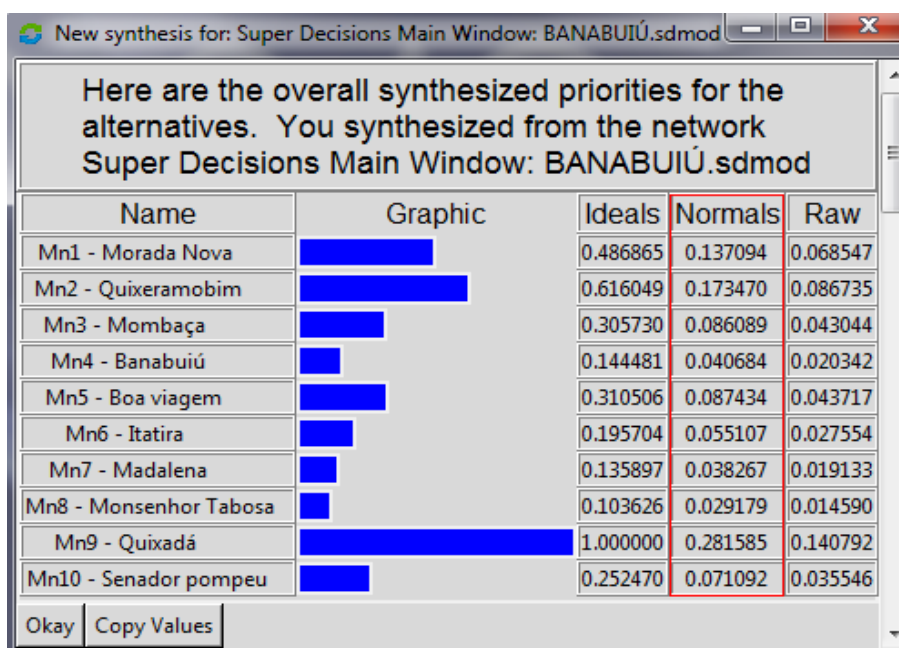 New synthesis for: Super Decisions Main Window: BANABUIÚ.sdmod
Here are the overall synthesized priorities for the
alternatives. You synthesized from the network
Super Decisions Main Window: BANABUIÚ.sdmod
Name Graphic Ideals Normals Raw
Mn1 - Morada Nova 0.486865 0.137094 0.068547
Mn2 - Quixeramobim 0.616049 0.173470 0.086735
Mn3 - Mombaça 0.305730 0.086089 0.043044
Mn4 - Banabuiú 0.144481 0.040684 0.020342
Mn5 - Boa viagem 0.310506 0.087434 0.043717
Mn6 - Itatira 0.195704 0.055107 0.027554
Mn7 - Madalena 0.135897 0.038267 0.019133
Mn8 - Monsenhor Tabosa 0.103626 0.029179 0.014590
Mn9 - Quixadá 1.000000 0.281585 0.140792
Mn10 - Senador pompeu 0.252470 0.071092 0.035546
Okay Copy Values